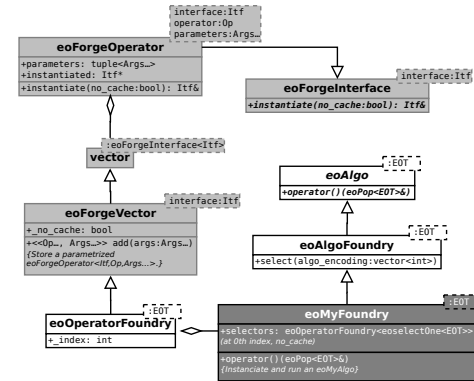 interface:Itf
operator:Op
parameters:Args…
eoForgeOperator
+parameters: tuple<Args…>
+instantiated: Itf*
+instantiate(no_cache:bool): Itf&
interface:Itf
eoForgeInterface
+instantiate(no_cache:bool): Itf&
:eoForgeInterface<Itf>
vector
interface:Itf
eoForgeVector
+_no_cache: bool
+<<Op…, Args…>> add(args:Args…)
{Store a parametrized
eoForgeOperator<Itf,Op,Args…>.}
:EOT
eoAlgo
+operator()(eoPop<EOT>&)
:EOT
eoAlgoFoundry
+select(algo_encoding:vector<int>)
:EOT
eoOperatorFoundry
+_index: int
:EOT
eoMyFoundry
+selectors: eoOperatorFoundry<eoselectOne<EOT>>
(at 0th index, no_cache)
+operator()(eoPop<EOT>&)
{Instanciate and run an eoMyAlgo}